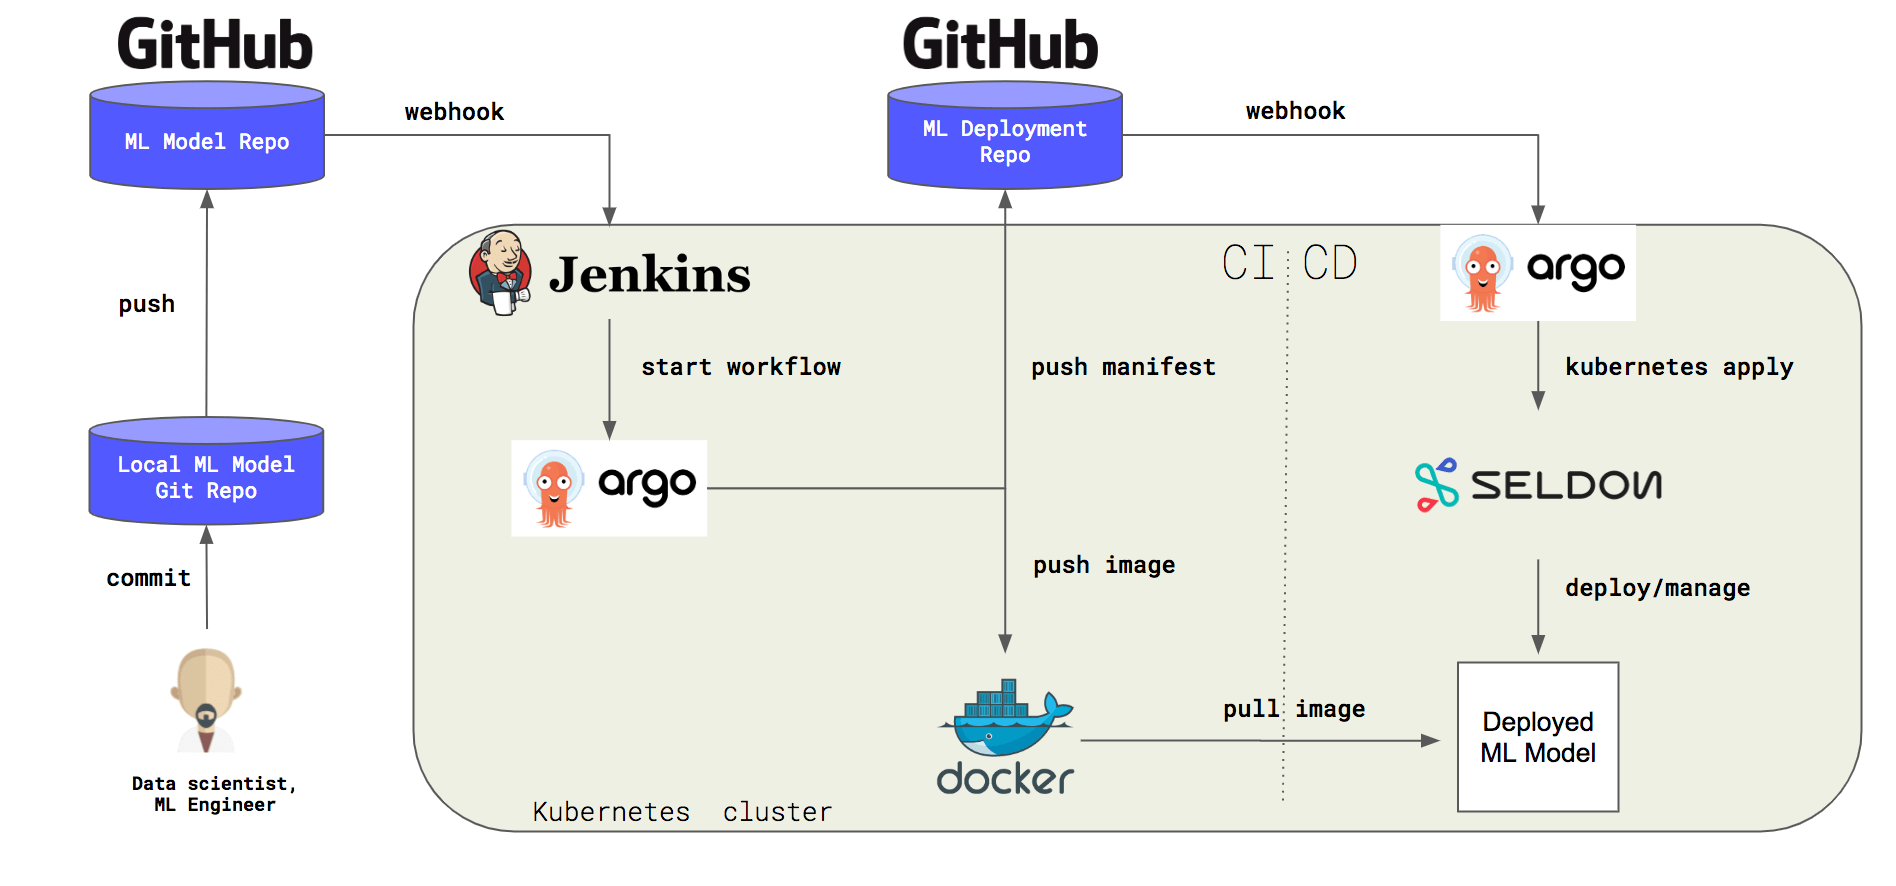 GitHub
GitHub
ML Model Repo
webhook
ML Deployment
Repo
webhook
Jenkins
CI
CD
argo
push
start workflow
push manifest
kubernetes apply
Local ML Model
Git Repo
argo
SELDON
commit
push image
deploy/manage
pull image
Deployed
ML Model
docker
Data scientist,
ML Engineer
Kubernetes cluster